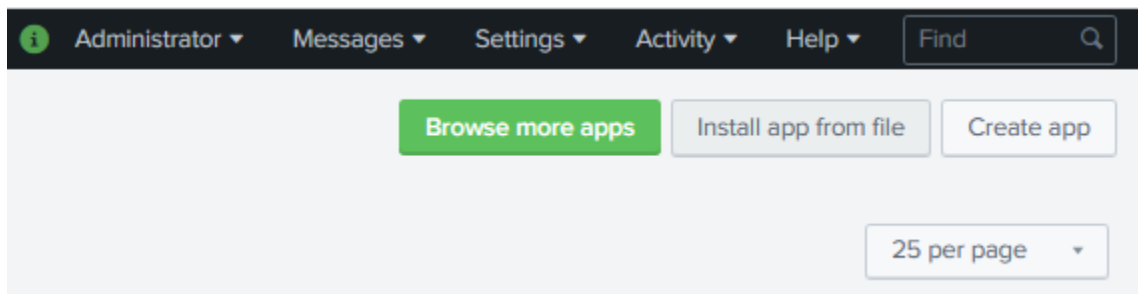 Administrator Messages Settings Activity Help Find
Browse more apps Install app from file Create app
25 per page